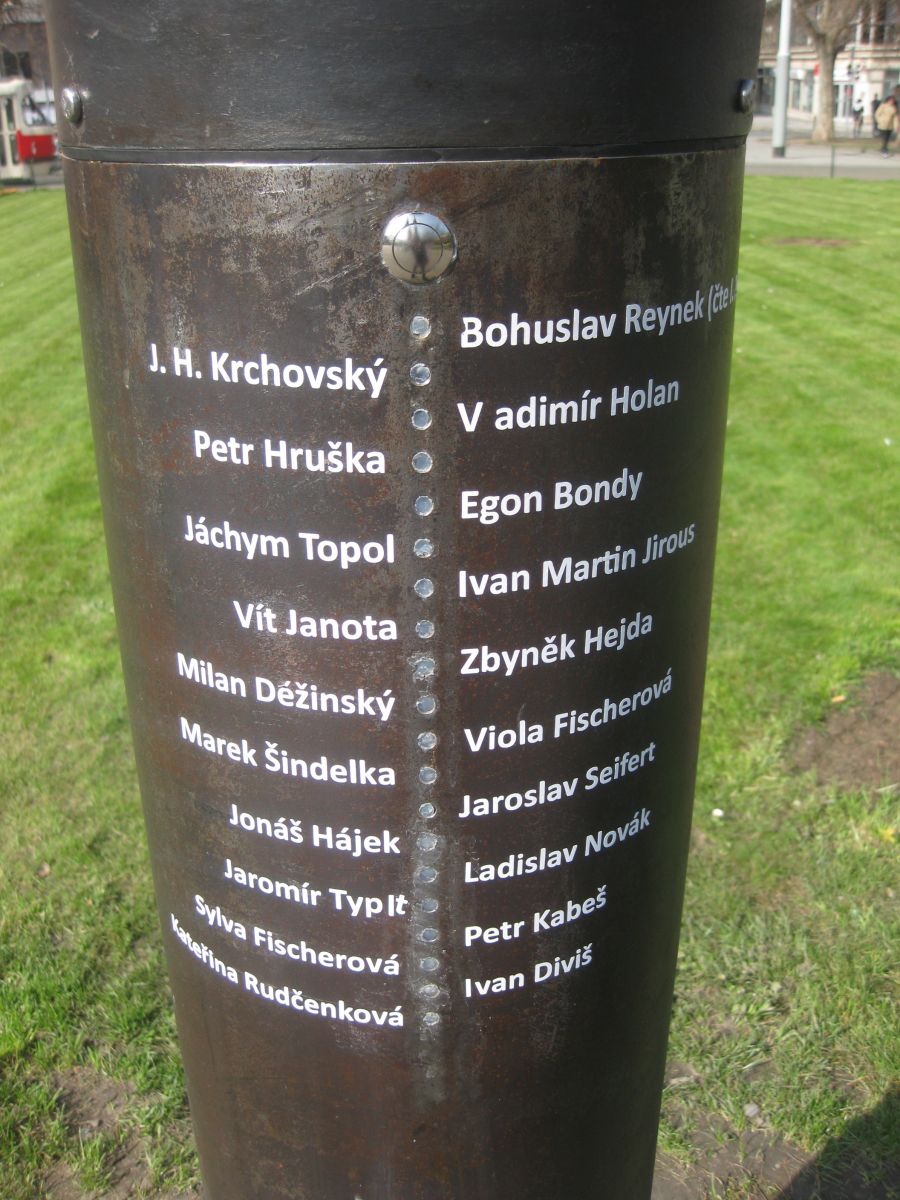 Bohuslav Reynek (čte
J. H. Krchovský
V adimír Holan
Petr Hruška
Egon Bondy
Jáchym Topol
Ivan Martin Jirous
Vít Janota
Zbyněk Hejda
Milan Děžinský
Viola Fischerová
Marek Šindelka
Jaroslav Seifert
Jonáš Hájek
Ladislav Novák
Jaromír Typlt
Petr Kabeš
Sylva Fischerová
Ivan Diviš
Kateřina Rudčenková